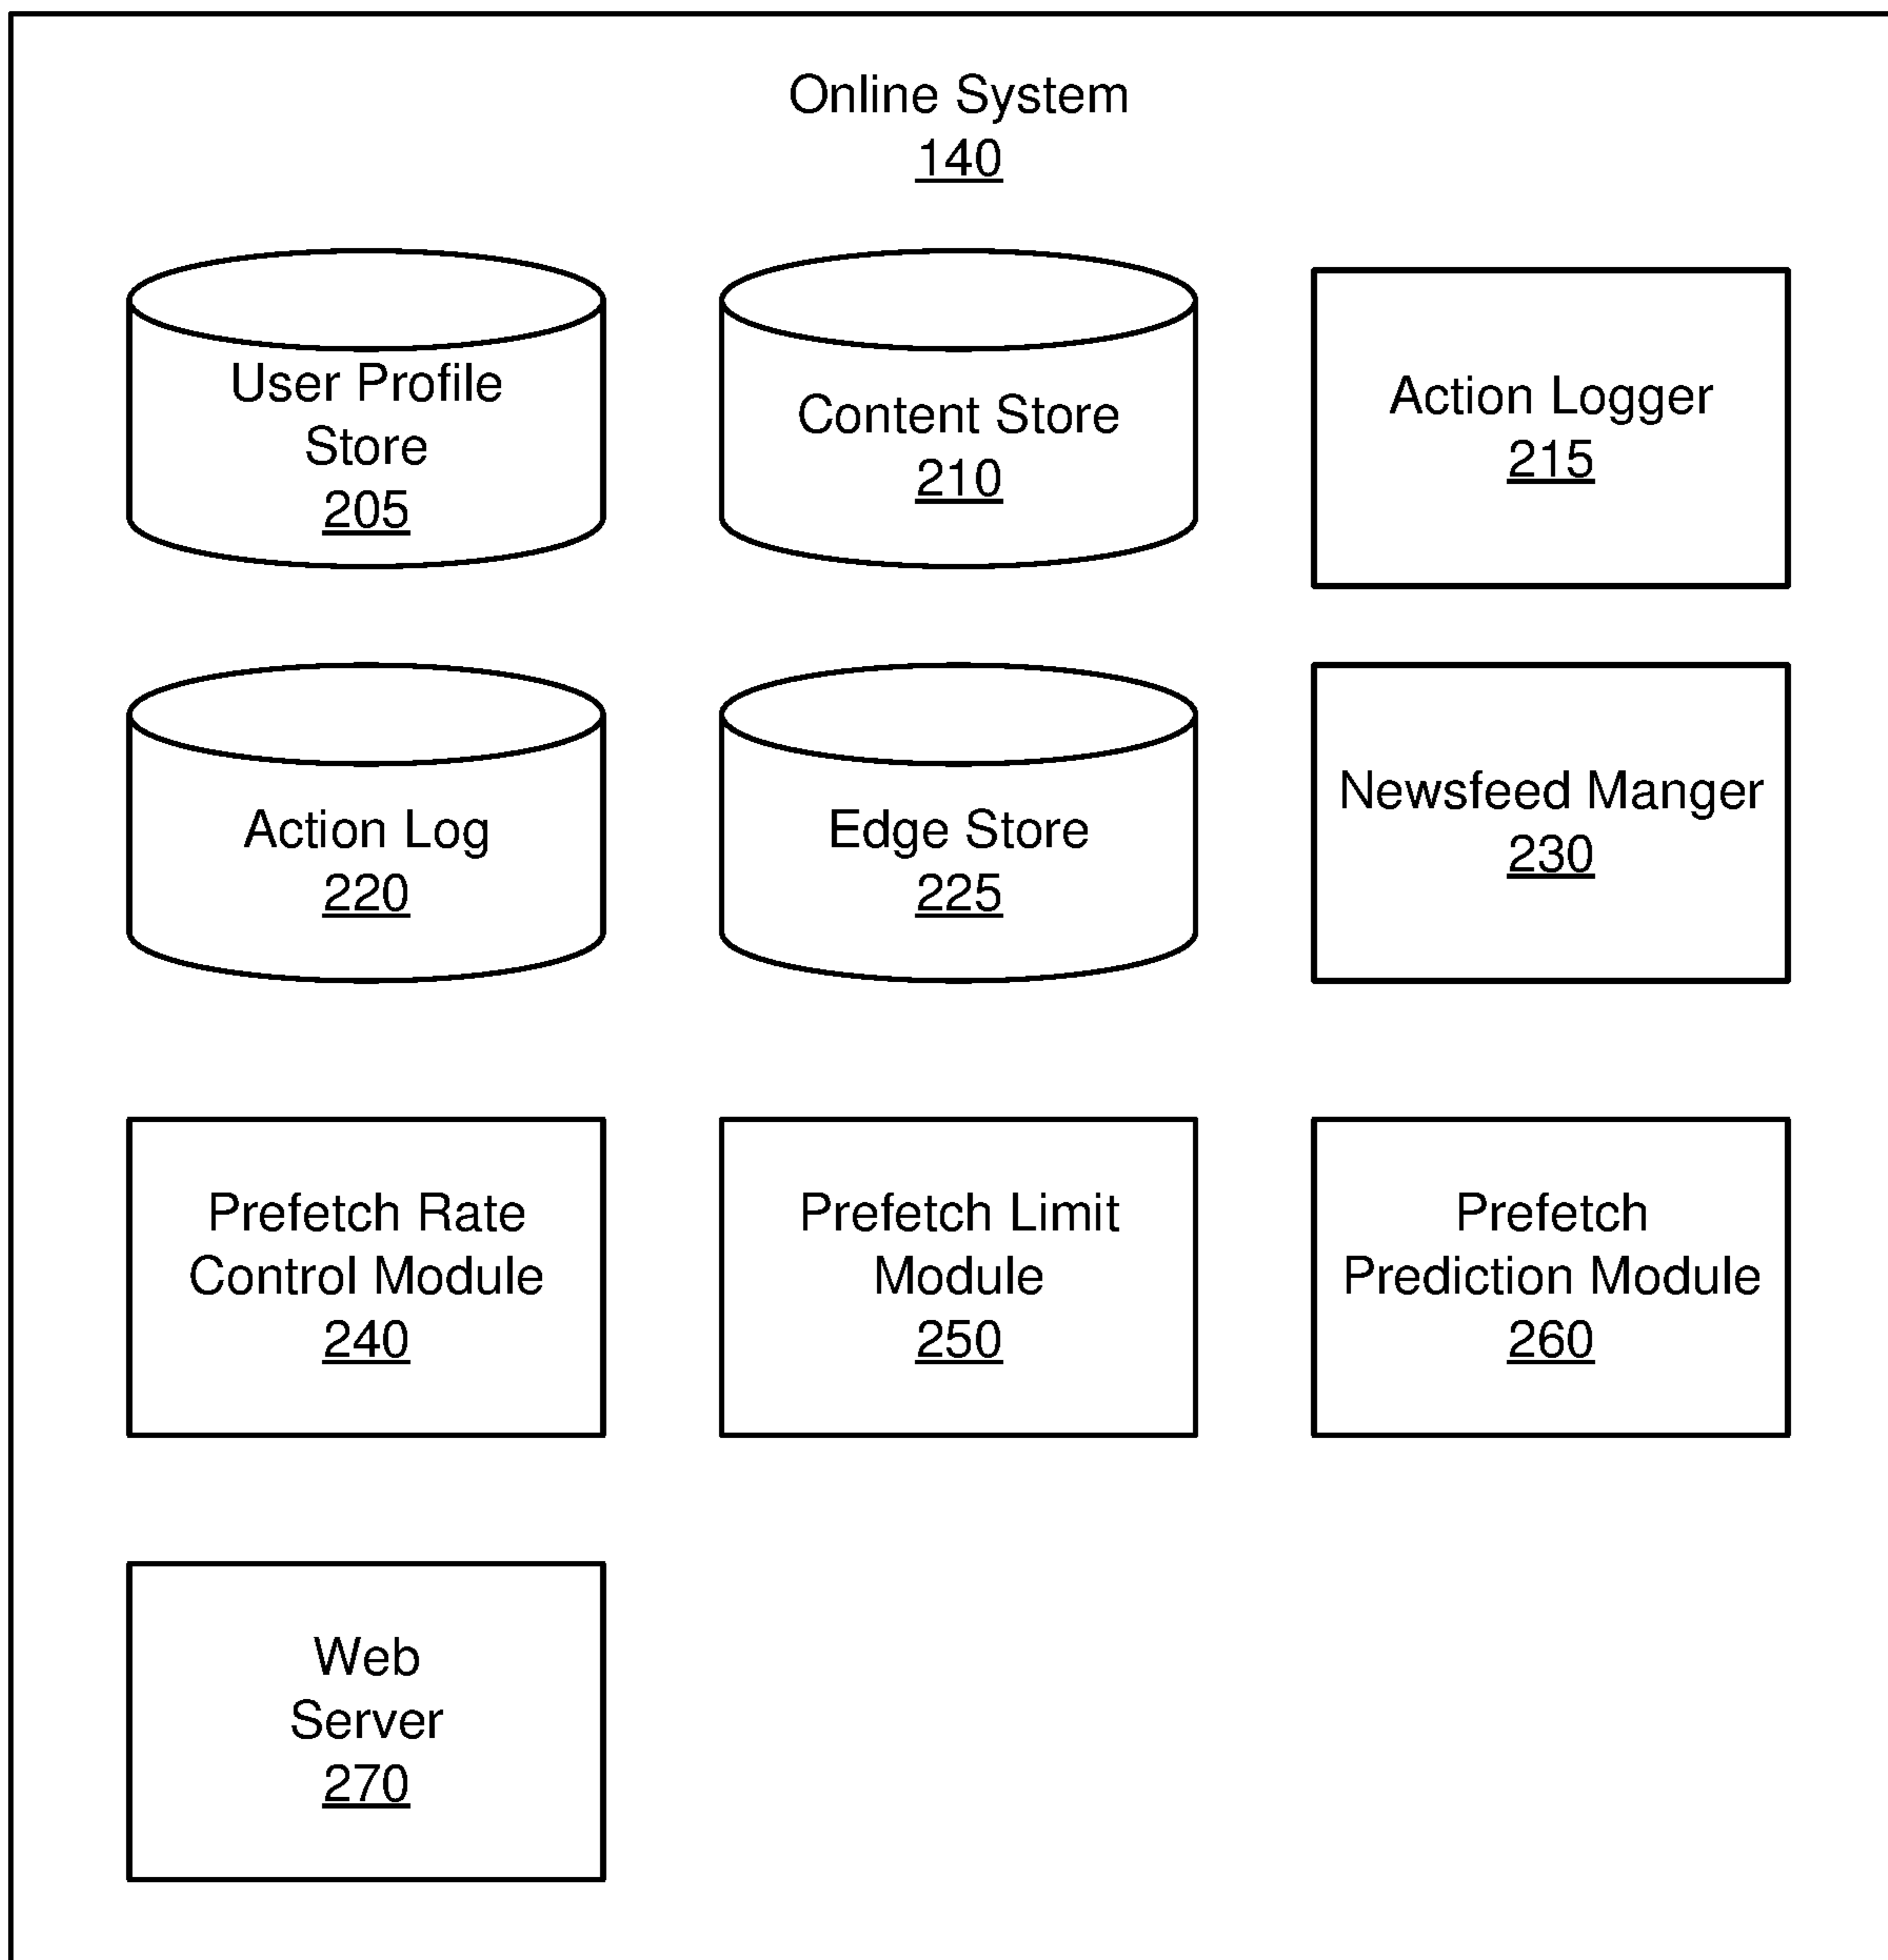 Online System
140
User Profile
Store
205
Content Store
210
Action Logger
215
Action Log
220
Edge Store
225
Newsfeed Manger
230
Prefetch Rate
Control Module
240
Prefetch Limit
Module
250
Prefetch
Prediction Module
260
Web
Server
270